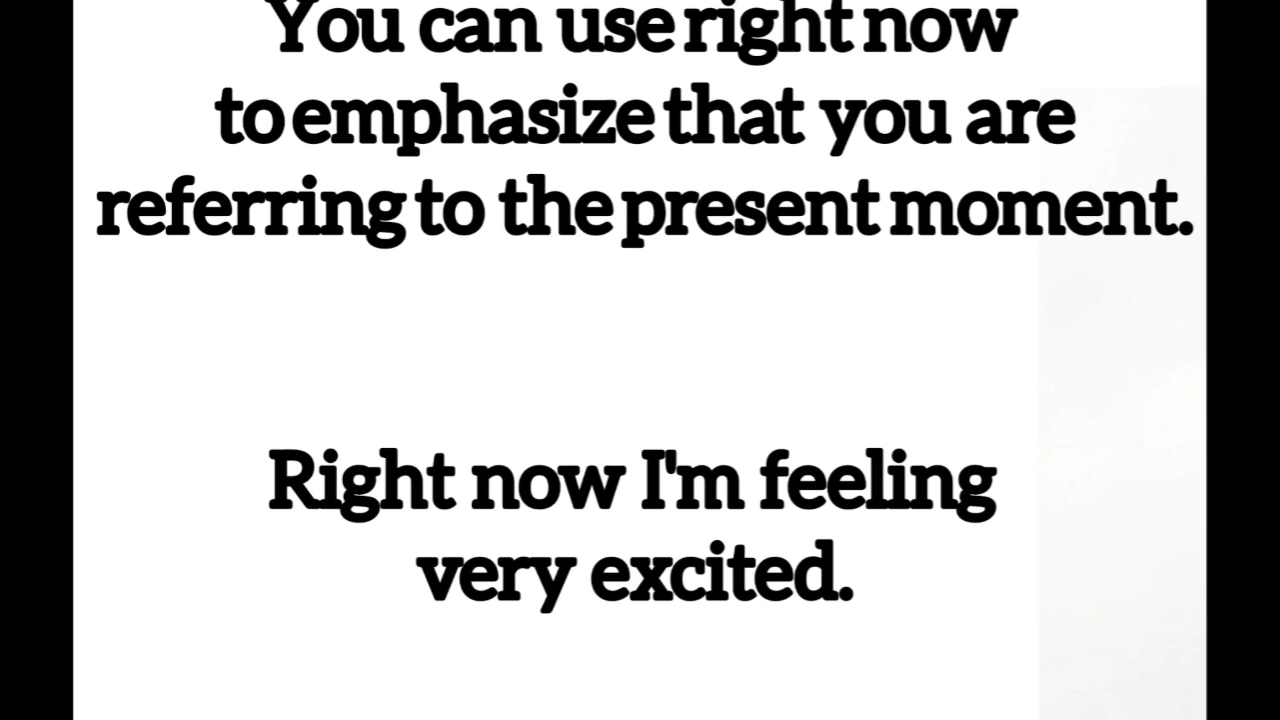 You can use right now
to emphasize that you are
referring to the present moment.
Right now I'm feeling
very excited.